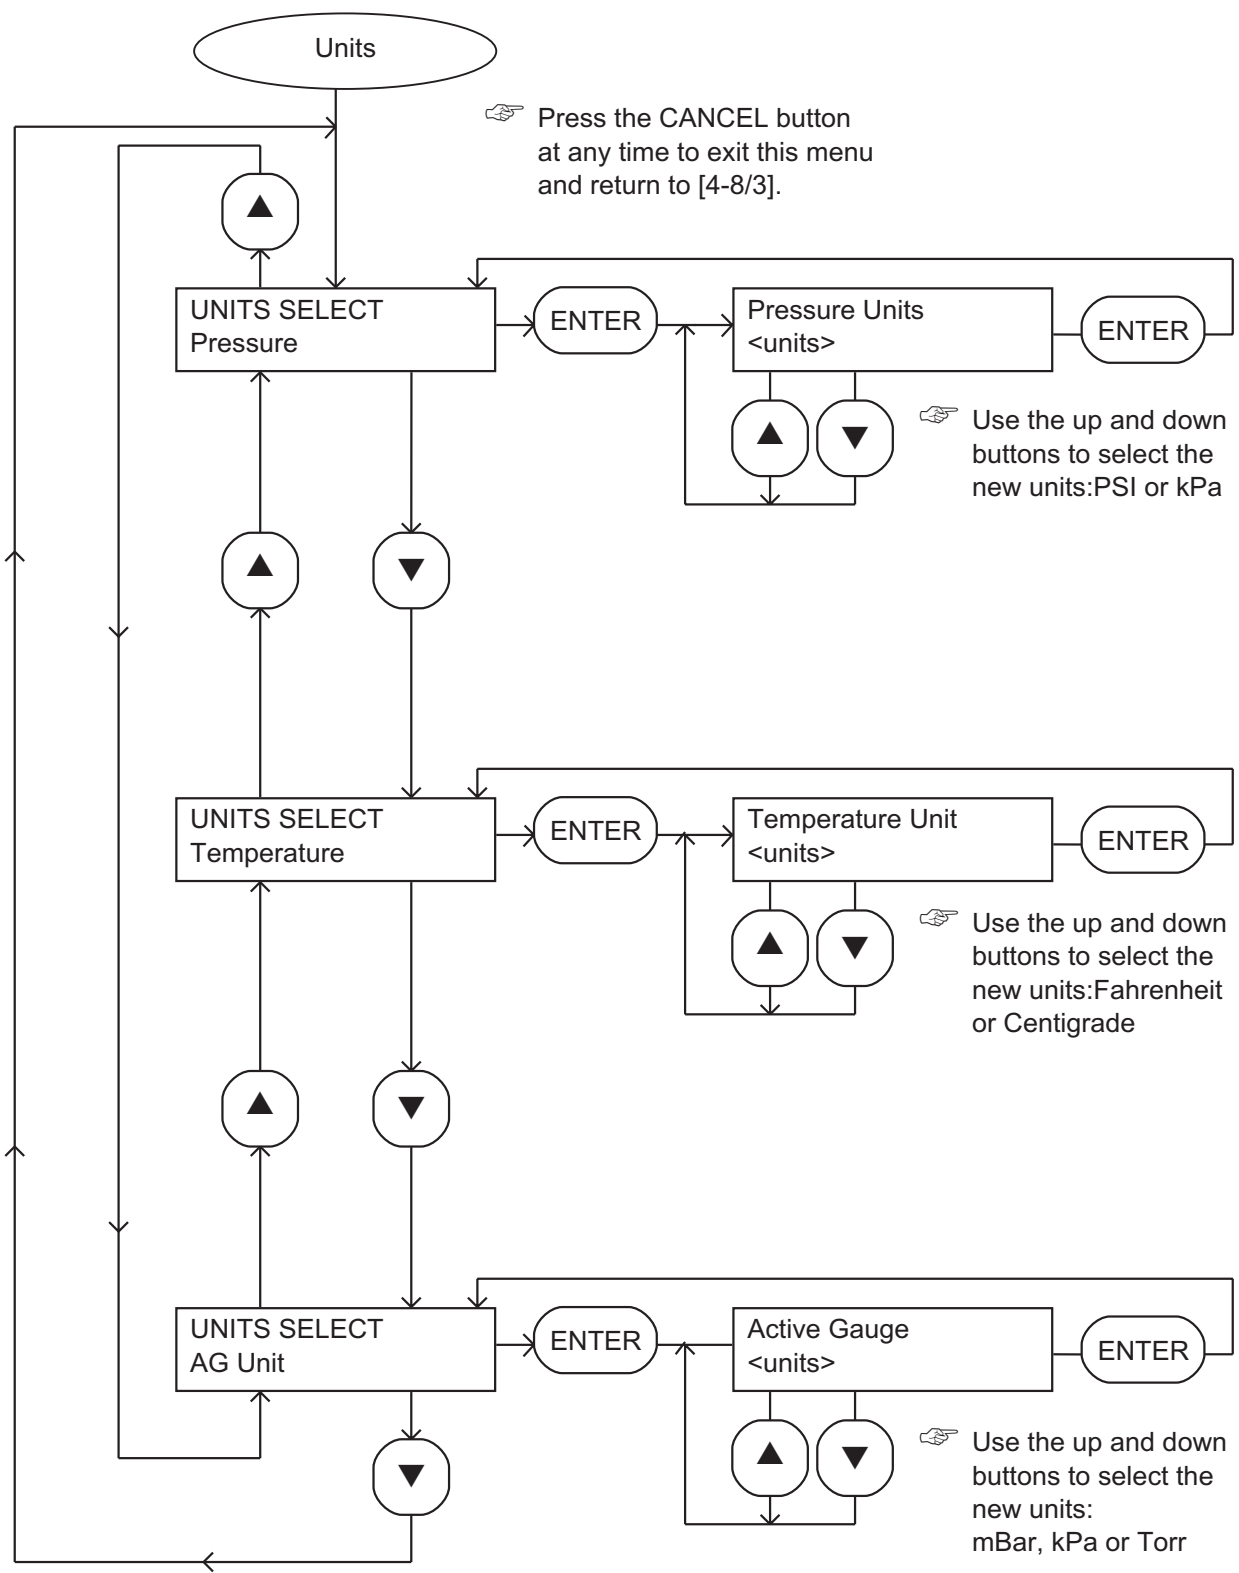 Units
☞ Press the CANCEL button
at any time to exit this menu
and return to [4-8/3].
▲
UNITS SELECT
Pressure
ENTER
Pressure Units
<units>
ENTER
▲
▼
☞ Use the up and down
buttons to select the
new units:PSI or kPa
▲
▼
UNITS SELECT
Temperature
ENTER
Temperature Unit
<units>
ENTER
▲
▼
☞ Use the up and down
buttons to select the
new units:Fahrenheit
or Centigrade
▲
▼
UNITS SELECT
AG Unit
ENTER
Active Gauge
<units>
ENTER
▼
▲
▼
☞ Use the up and down
buttons to select the
new units:
mBar, kPa or Torr